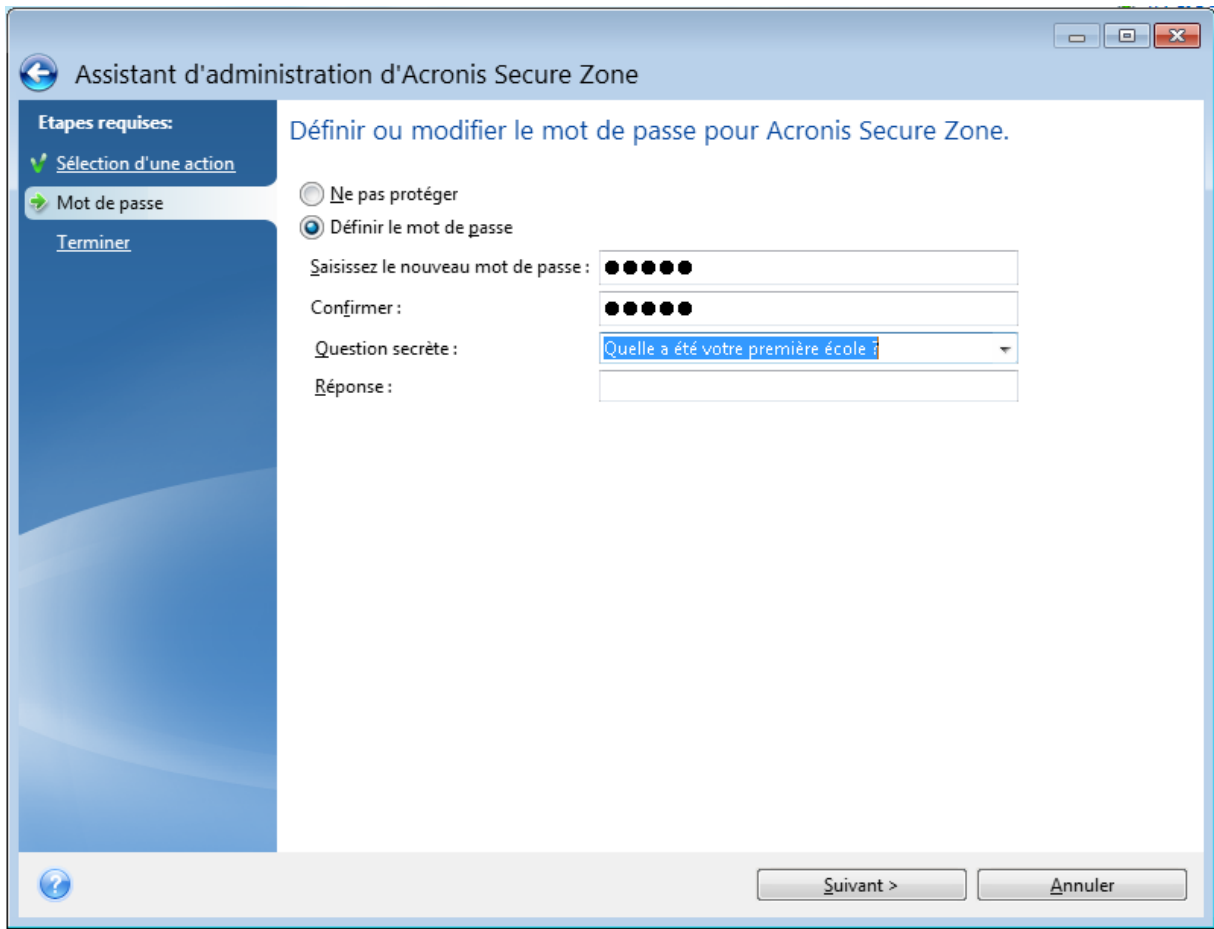 Assistant d'administration d'Acronis Secure Zone
Etapes requises:
Sélection d'une action
Mot de passe
Terminer
Définir ou modifier le mot de passe pour Acronis Secure Zone.
Ne pas protéger
Définir le mot de passe
Saisissez le nouveau mot de passe : ●●●●●
Confirmer : ●●●●●
Question secrète : Quelle a été votre première école ?
Réponse :
?
Suivant >
Annuler